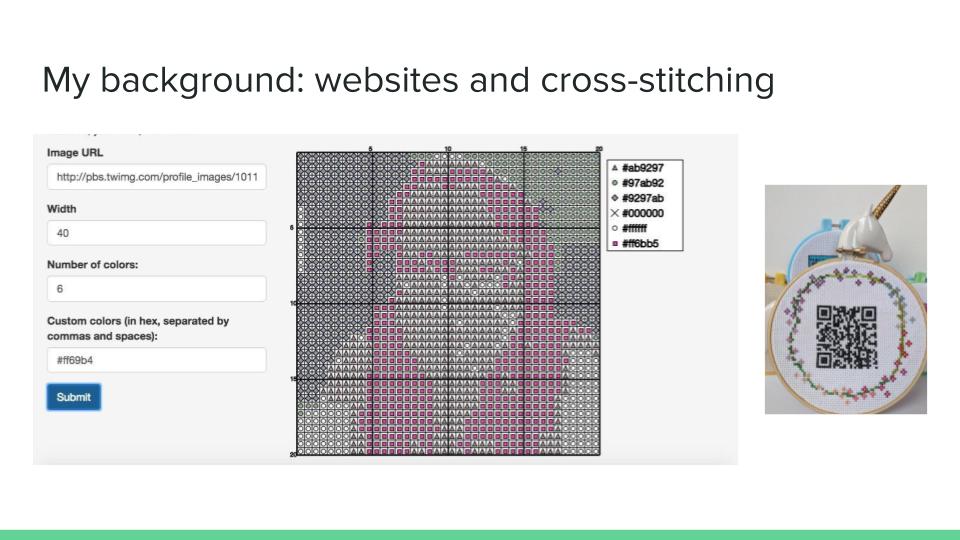 My background: websites and cross-stitching
Image URL
http://pbs.twimg.com/profile_images/1011
Width
40
Number of colors:
6
Custom colors (in hex, separated by
commas and spaces):
#ff69b4
Submit
5 10 15 20
5
10
15
20
#ab9297
#97ab92
#9297ab
#000000
#ffffff
#ff6bb5